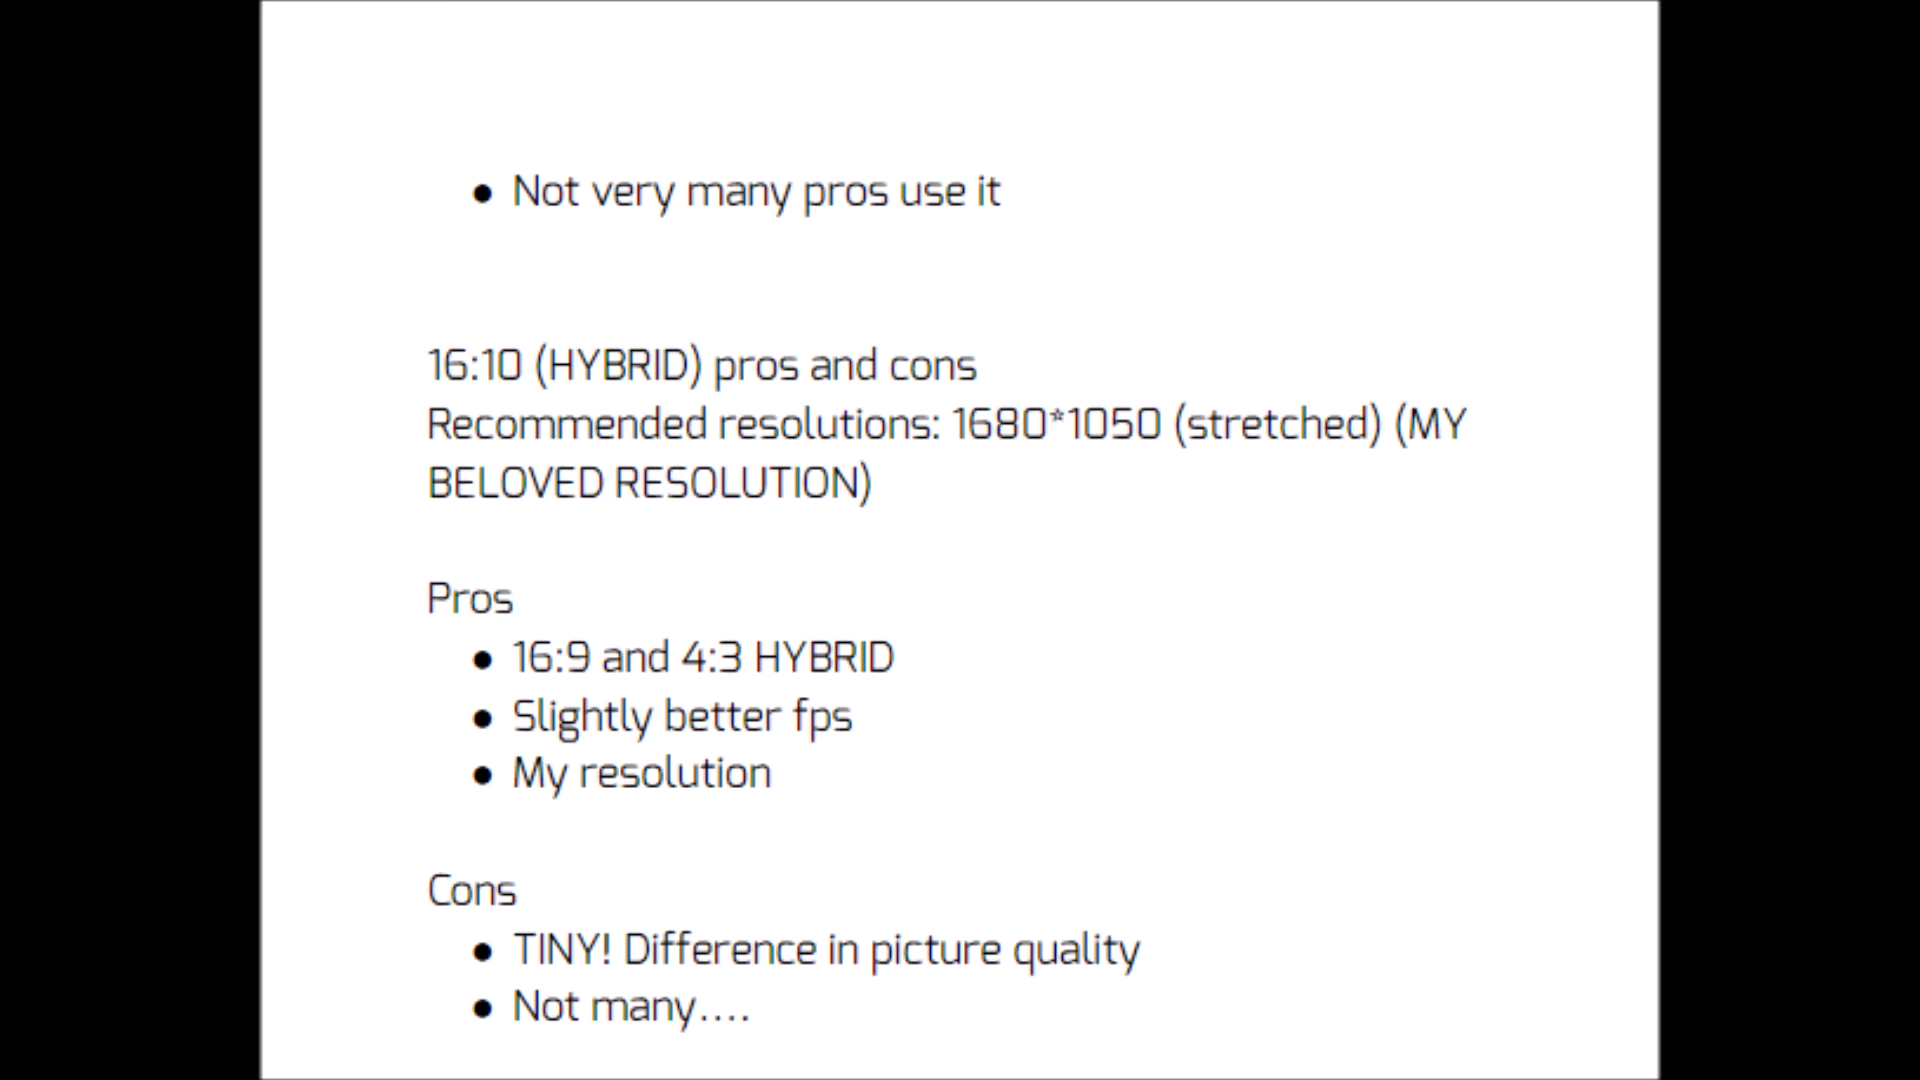 ● Not very many pros use it
16:10 (HYBRID) pros and cons
Recommended resolutions: 1680*1050 (stretched) (MY
BELOVED RESOLUTION)
Pros
● 16:9 and 4:3 HYBRID
● Slightly better fps
● My resolution
Cons
● TINY! Difference in picture quality
● Not many....